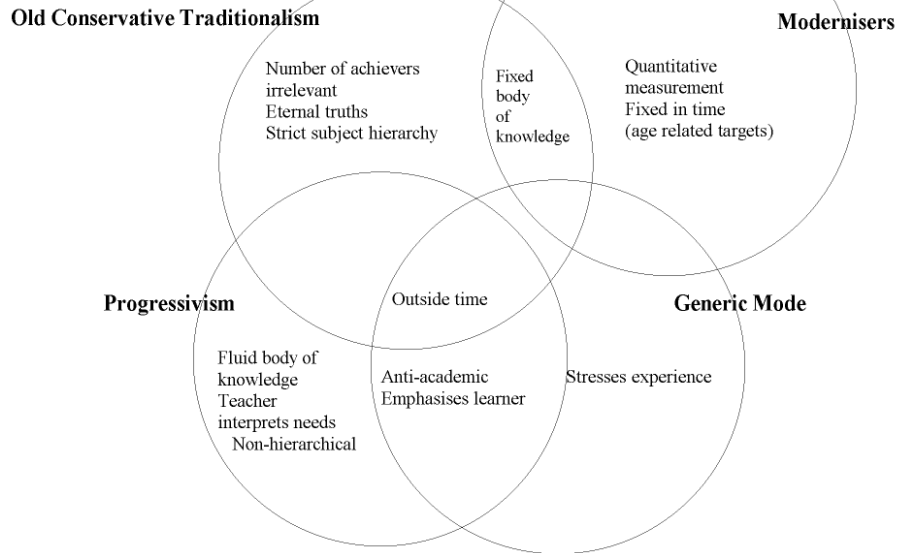 Old Conservative Traditionalism
Modernisers
Number of achievers
irrelevant
Eternal truths
Strict subject hierarchy
Fixed
body
of
knowledge
Quantitative
measurement
Fixed in time
(age related targets)
Progressivism
Outside time
Generic Mode
Fluid body of
knowledge
Teacher
interprets needs
Non-hierarchical
Anti-academic
Emphasises learner
Stresses experience